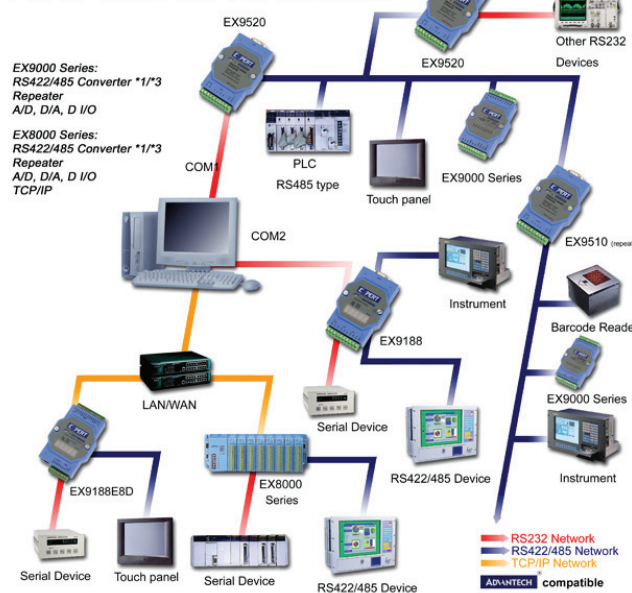 EX9520
EX9520
Other RS232
Devices
EX9000 Series:
RS422/485 Converter *1/*3
Repeater
A/D, D/A, D I/O
EX8000 Series:
RS422/485 Converter *1/*3
Repeater
A/D, D/A, D I/O
TCP/IP
COM1
PLC
RS485 type
Touch panel
EX9000 Series
EX9510 (repeat
COM2
Instrument
Barcode Reade
EX9188
LAN/WAN
Serial Device
EX9000 Series
RS422/485 Device
Instrument
EX9188E8D
EX8000
Series
Serial Device
Touch panel
Serial Device
RS422/485 Device
RS232 Network
RS422/485 Network
TCP/IP Network
ADVANTECH compatible